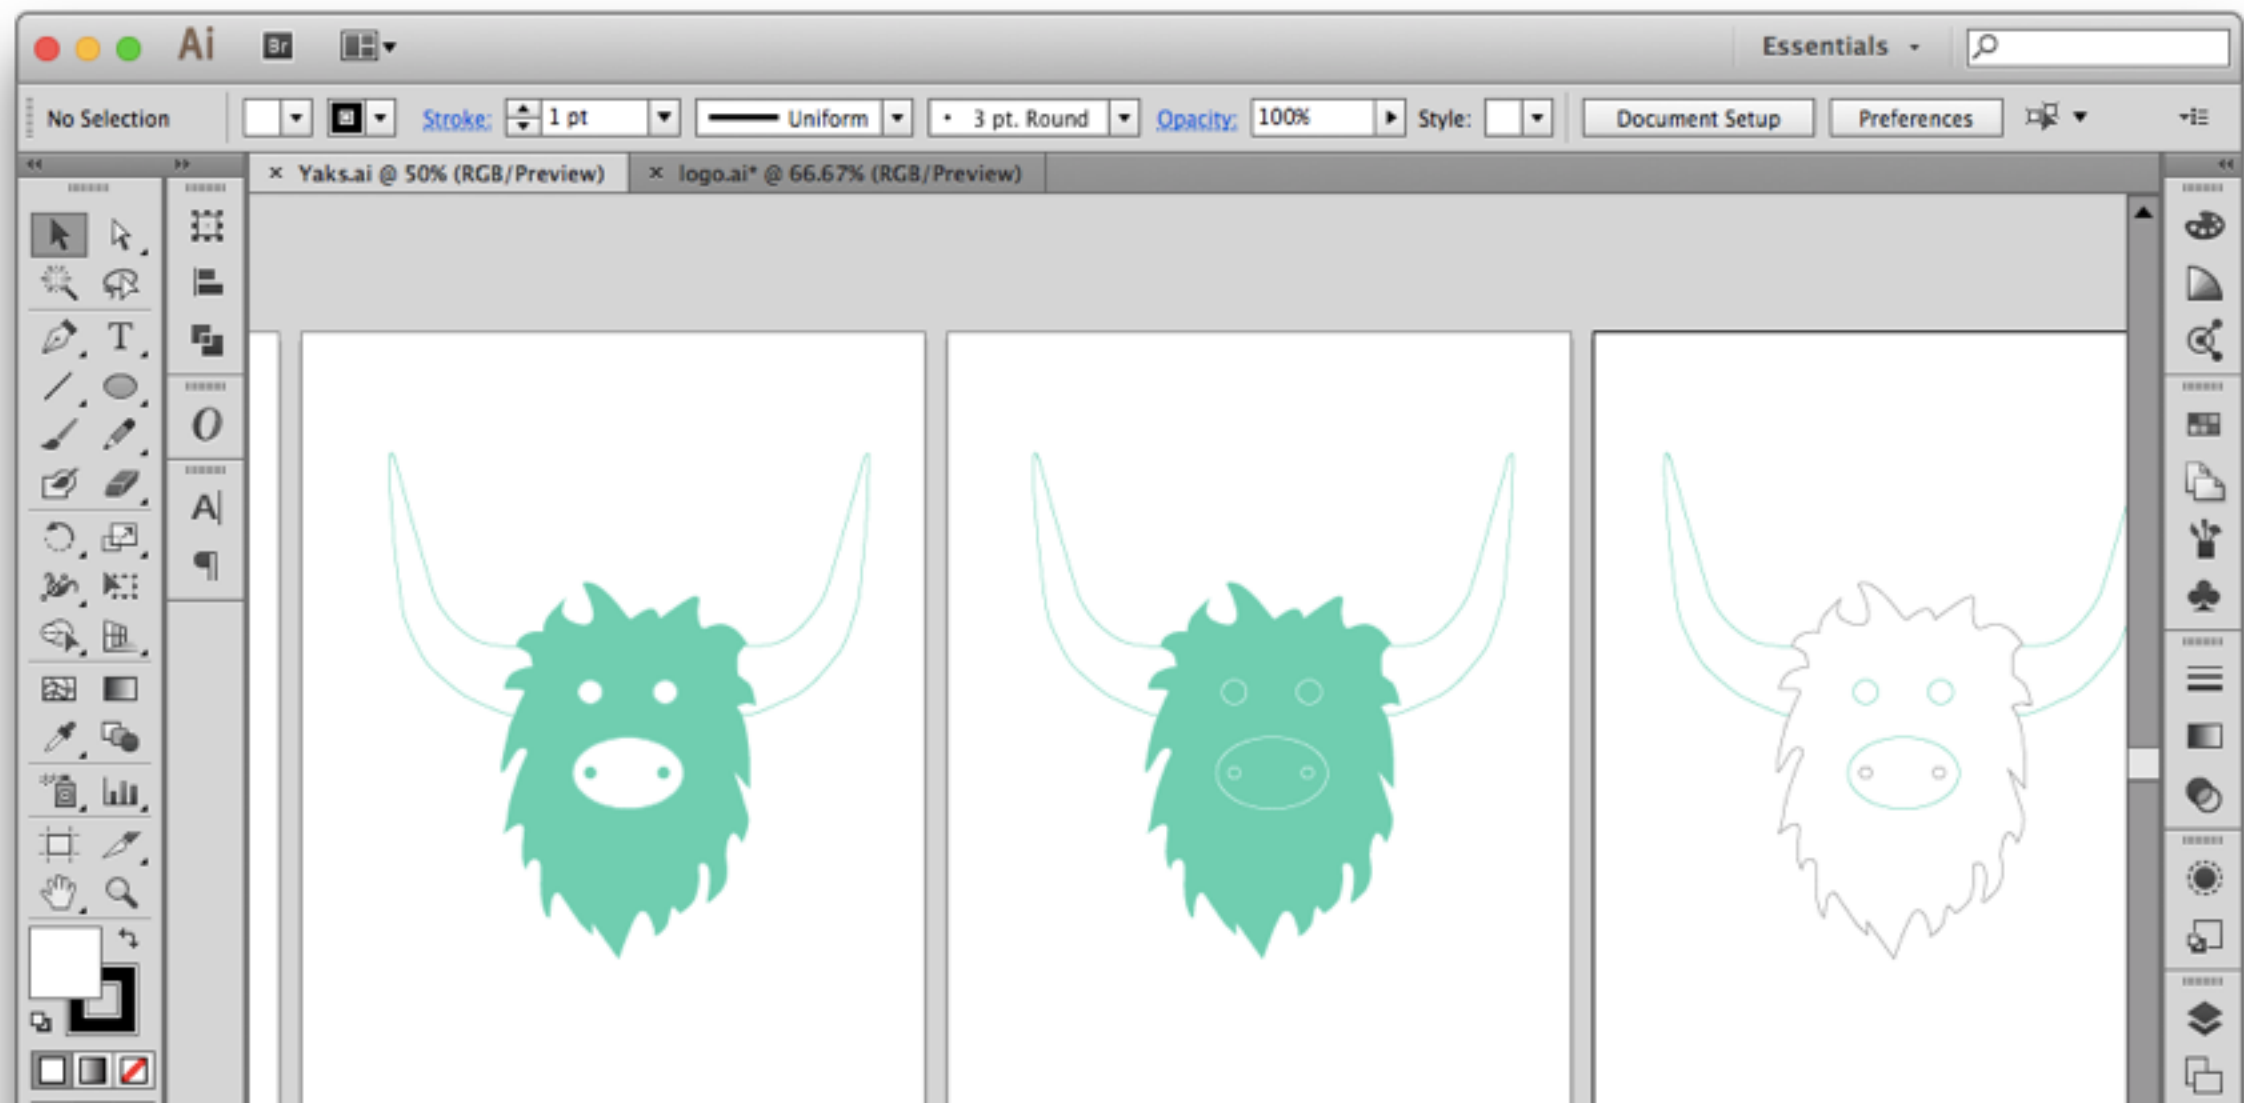 Ai Br Essentials
No Selection Stroke: 1 pt Uniform 3 pt. Round Opacity: 100% Style: Document Setup Preferences
× Yaks.ai @ 50% (RGB/Preview) × logo.ai* @ 66.67% (RGB/Preview)
T
O
A
¶